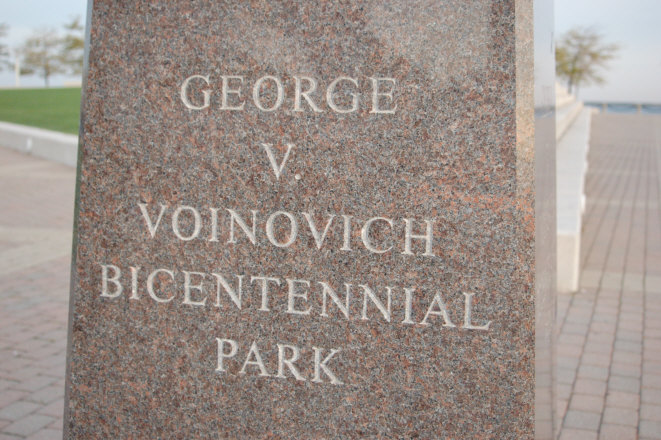 GEORGE
V.
VOINOVICH
BICENTENNIAL
PARK